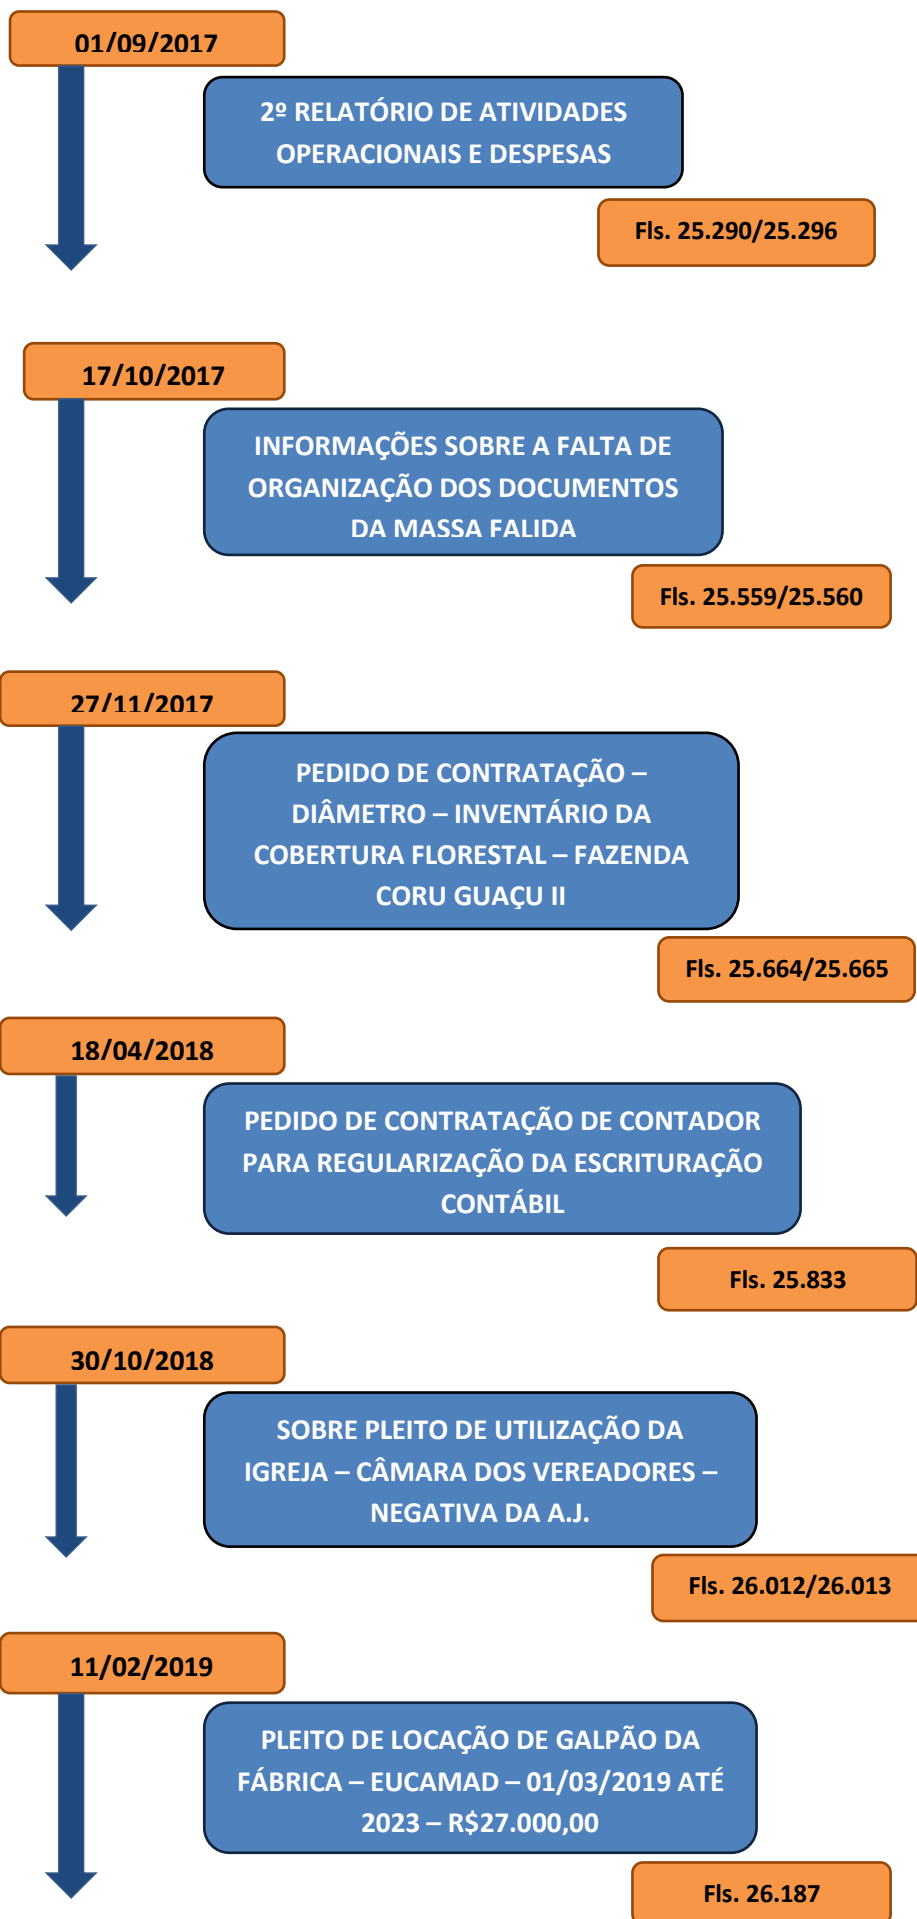 01/09/2017
2º RELATÓRIO DE ATIVIDADES
OPERACIONAIS E DESPESAS
Fls. 25.290/25.296
17/10/2017
INFORMAÇÕES SOBRE A FALTA DE
ORGANIZAÇÃO DOS DOCUMENTOS
DA MASSA FALIDA
Fls. 25.559/25.560
27/11/2017
PEDIDO DE CONTRATAÇÃO –
DIÂMETRO – INVENTÁRIO DA
COBERTURA FLORESTAL – FAZENDA
CORU GUAÇU II
Fls. 25.664/25.665
18/04/2018
PEDIDO DE CONTRATAÇÃO DE CONTADOR
PARA REGULARIZAÇÃO DA ESCRITURAÇÃO
CONTÁBIL
Fls. 25.833
30/10/2018
SOBRE PLEITO DE UTILIZAÇÃO DA
IGREJA – CÂMARA DOS VEREADORES –
NEGATIVA DA A.J.
Fls. 26.012/26.013
11/02/2019
PLEITO DE LOCAÇÃO DE GALPÃO DA
FÁBRICA – EUCAMAD – 01/03/2019 ATÉ
2023 – R$27.000,00
Fls. 26.187